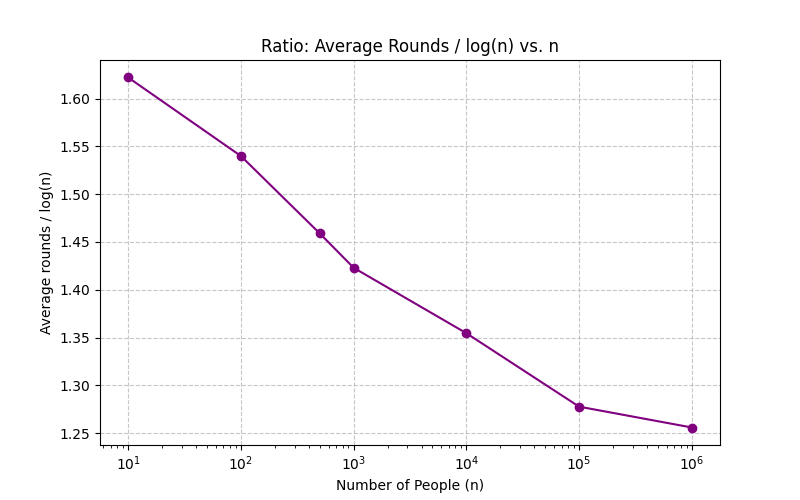 Ratio: Average Rounds / log(n) vs. n
Average rounds / log(n)
1.60
1.55
1.50
1.45
1.40
1.35
1.30
1.25
10¹ 10² 10³ 10⁴ 10⁵ 10⁶
Number of People (n)